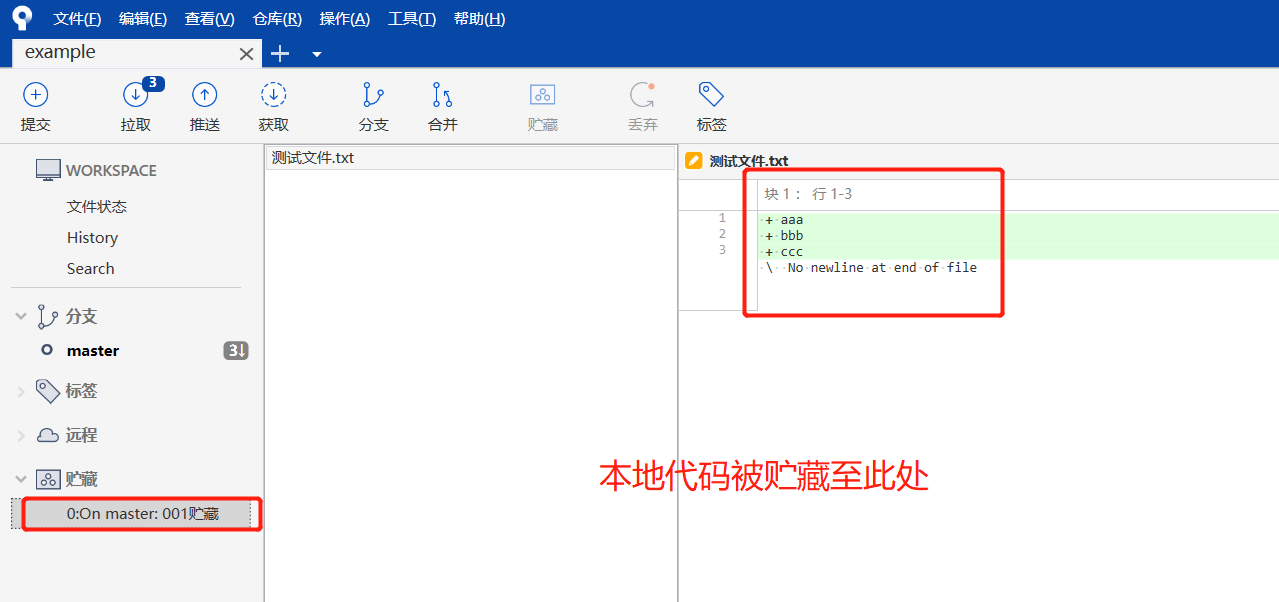 文件(F) 编辑(E) 查看(V) 仓库(R) 操作(A) 工具(T) 帮助(H)
example
3
提交 拉取 推送 获取 分支 合并 贮藏 丢弃 标签
WORKSPACE
文件状态
History
Search
分支
master 3↓
标签
远程
贮藏
0:On master: 001贮藏
测试文件.txt
测试文件.txt
块 1： 行 1-3
1 + aaa
2 + bbb
3 + ccc
\ No newline at end of file
本地代码被贮藏至此处